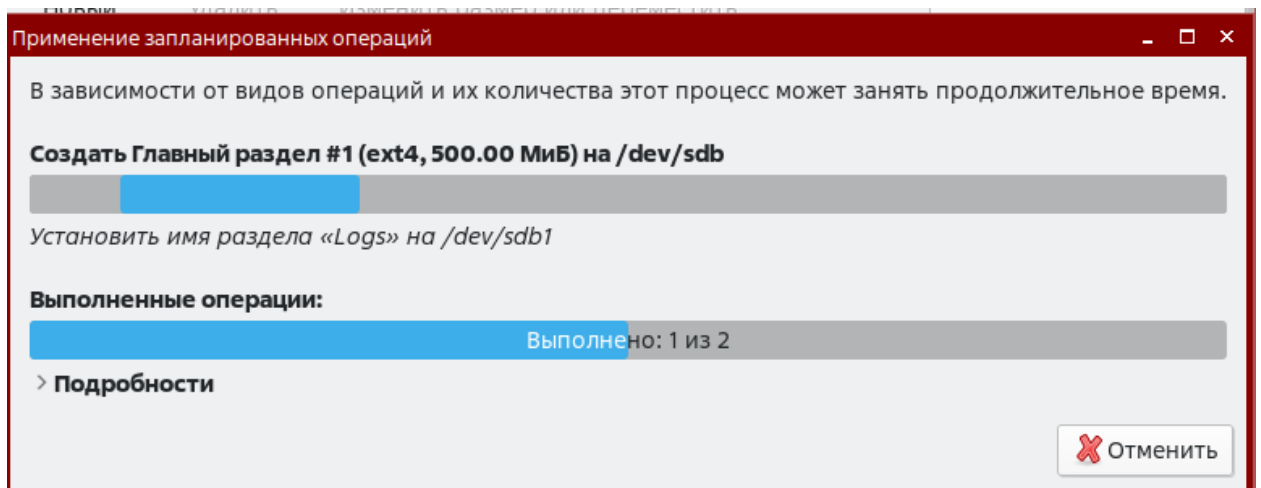 Применение запланированных операций
В зависимости от видов операций и их количества этот процесс может занять продолжительное время.
Создать Главный раздел #1 (ext4, 500.00 МиБ) на /dev/sdb
Установить имя раздела «Logs» на /dev/sdb1
Выполненные операции:
Выполнено: 1 из 2
Подробности
Отменить